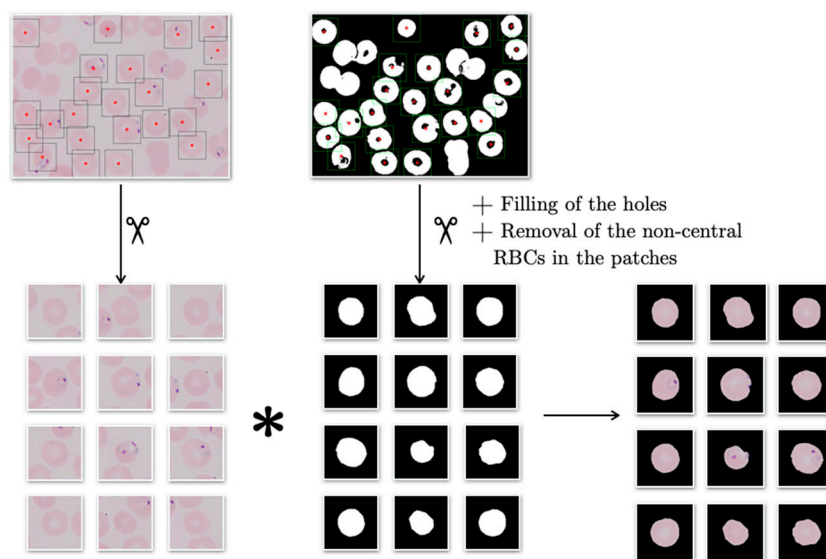 + Filling of the holes
+ Removal of the non-central
RBCs in the patches
*